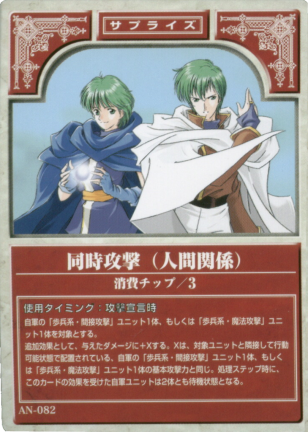 サプライズ
同時攻撃（人間関係）
消費チップ／3
使用タイミング：攻撃宣言時
自軍の「歩兵系・間接攻撃」ユニット1体、もしくは「歩兵系・魔法攻撃」ユニ
ット1体を対象とする。
追加効果として、与えたダメージに+Xする。Xは、対象ユニットと隣接して行動
可能状態で配置されている、自軍の「歩兵系・間接攻撃」ユニット1体、もしく
は「歩兵系・魔法攻撃」ユニット1体の基本攻撃力と同じ。処理ステップ時に、
このカードの効果を受けた自軍ユニットは2体とも待機状態となる。
AN-082